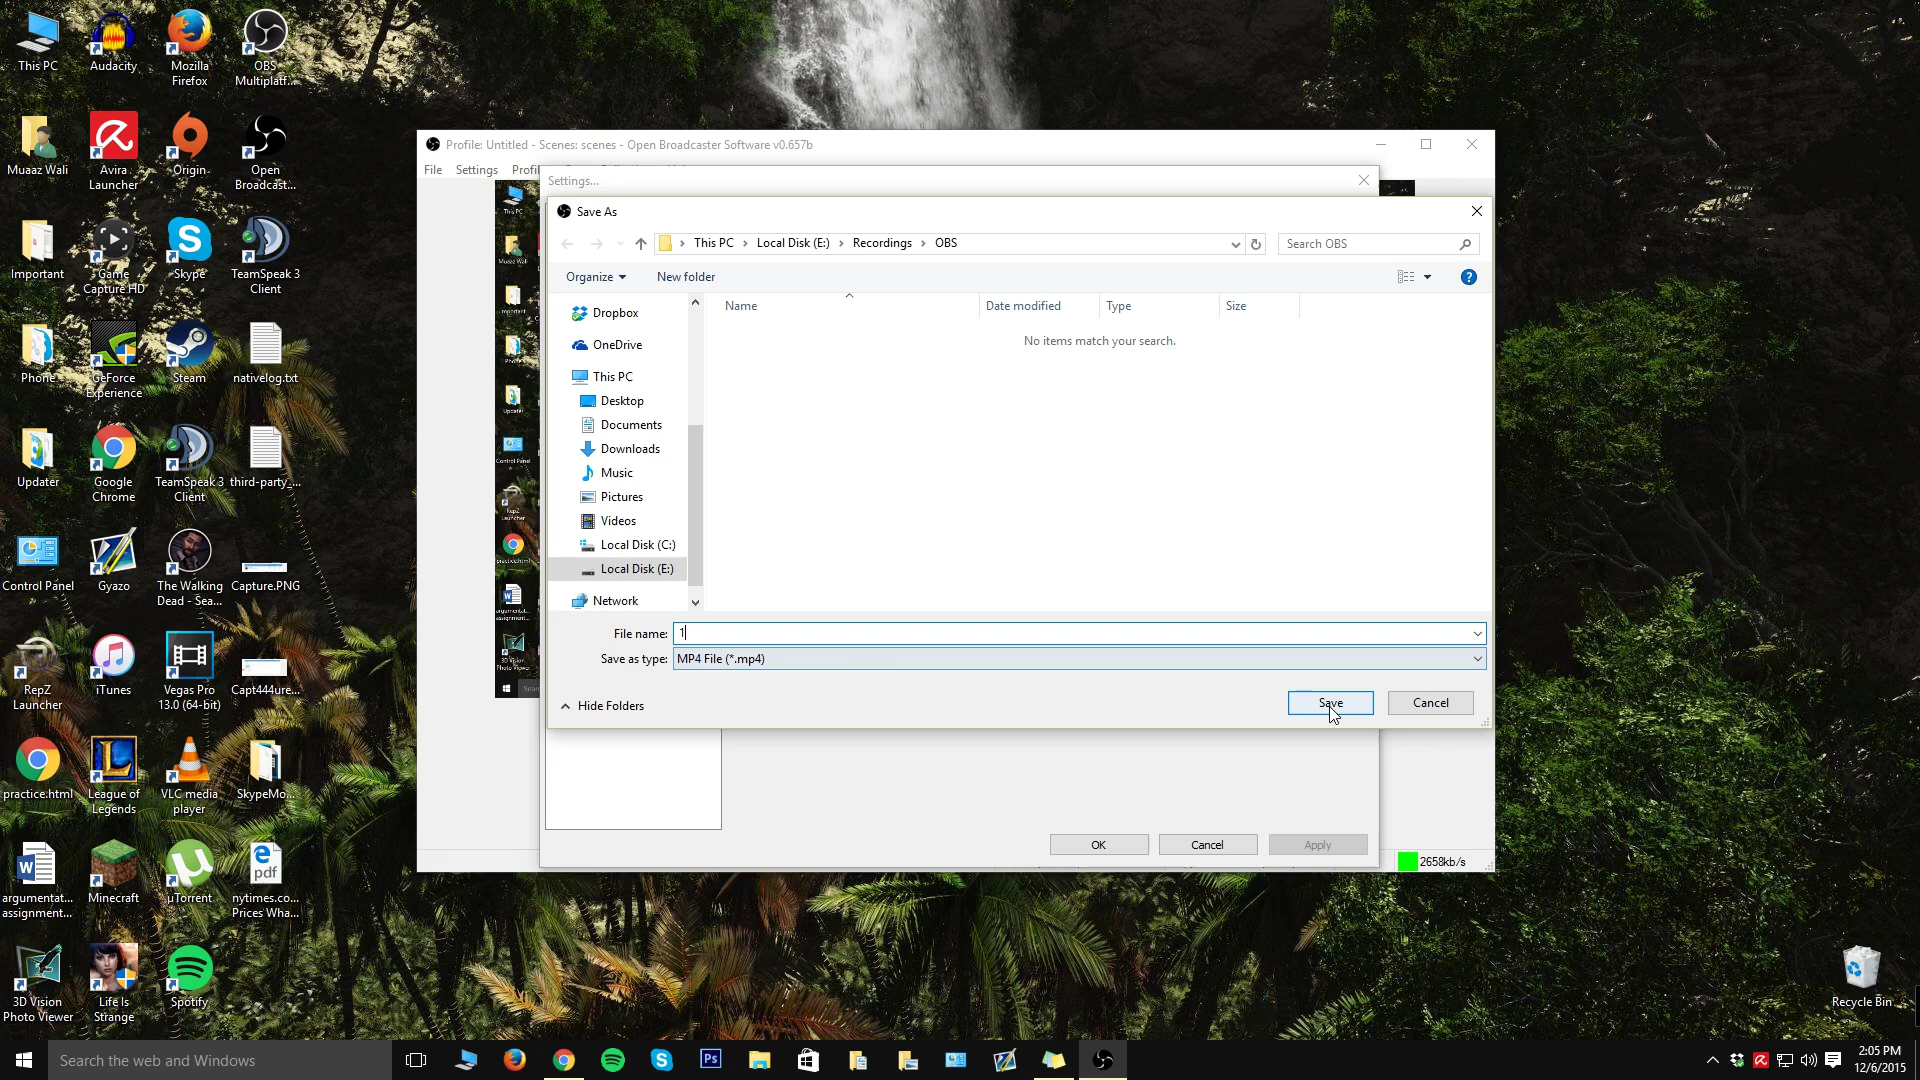 This PC
Audacity
Mozilla
Firefox
OBS
Multiplatf...
Muaaz Wali
Avira
Launcher
Origin
Open
Broadcast...
Important
Game
Capture HD
Skype
TeamSpeak 3
Client
Phone
GeForce
Experience
Steam
nativelog.txt
Updater
Google
Chrome
TeamSpeak 3
Client
third-party_...
Control Panel
Gyazo
The Walking
Dead - Sea...
Capture.PNG
RepZ
Launcher
iTunes
Vegas Pro
13.0 (64-bit)
Capt444ure...
practice.html
League of
Legends
VLC media
player
SkypeMo...
argumentat...
assignment...
Minecraft
µTorrent
nytimes.co...
Prices Wha...
3D Vision
Photo Viewer
Life Is
Strange
Spotify
Recycle Bin
Profile: Untitled - Scenes: scenes - Open Broadcaster Software v0.657b
File Settings Profil
Settings...
Save As
This PC > Local Disk (E:) > Recordings > OBS
Search OBS
Organize
New folder
Name
Date modified
Type
Size
No items match your search.
Dropbox
OneDrive
This PC
Desktop
Documents
Downloads
Music
Pictures
Videos
Local Disk (C:)
Local Disk (E:)
Network
File name: 1
Save as type: MP4 File (*.mp4)
Hide Folders
Save
Cancel
OK
Cancel
Apply
2658kb/s
Search the web and Windows
2:05 PM
12/6/2015